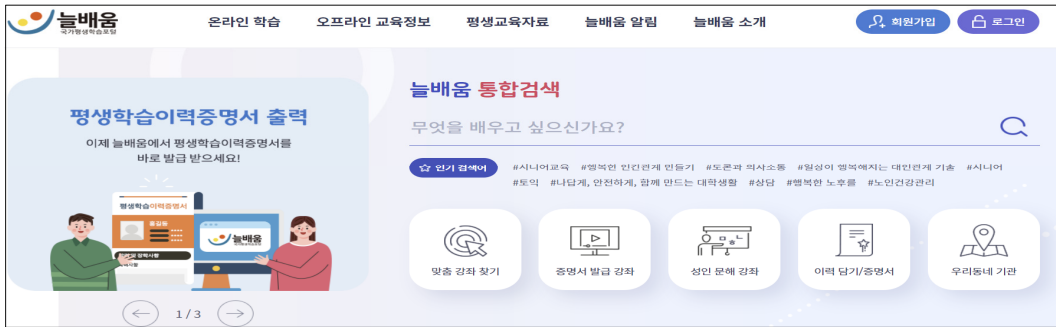 늘배움
국가평생학습포털
온라인 학습 오프라인 교육정보 평생교육자료 늘배움 알림 늘배움 소개
회원가입 로그인
평생학습이력증명서 출력
이제 늘배움에서 평생학습이력증명서를
바로 발급 받으세요!
평생학습이력증명서
홍길동
늘배움
1/3
늘배움 통합검색
무엇을 배우고 싶으신가요?
인기 검색어 #시니어교육 #행복한 인간관계 만들기 #토론과 의사소통 #일상이 행복해지는 대인관계 기술 #시니어
#토익 #나답게, 안전하게, 함께 만드는 대학생활 #상담 #행복한 노후를 #노인건강관리
맞춤 강좌 찾기 증명서 발급 강좌 성인 문해 강좌 이력 담기/증명서 우리동네 기관